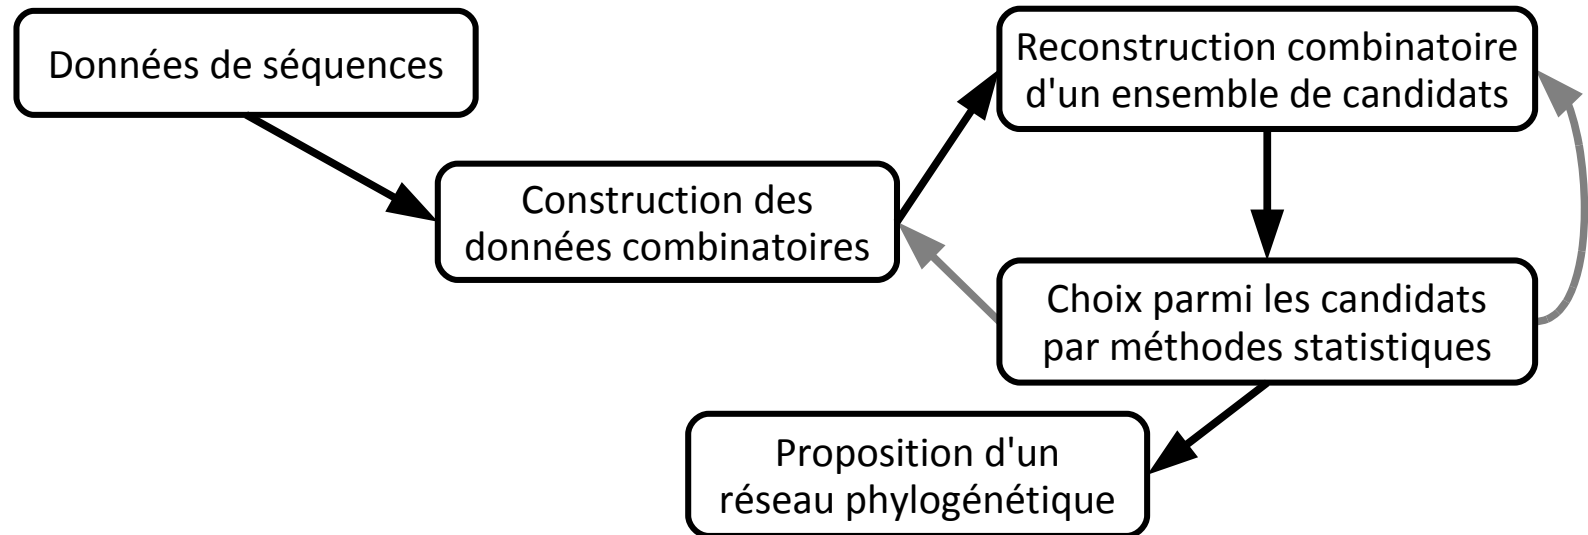 Données de séquences
Construction des
données combinatoires
Reconstruction combinatoire
d'un ensemble de candidats
Choix parmi les candidats
par méthodes statistiques
Proposition d'un
réseau phylogénétique